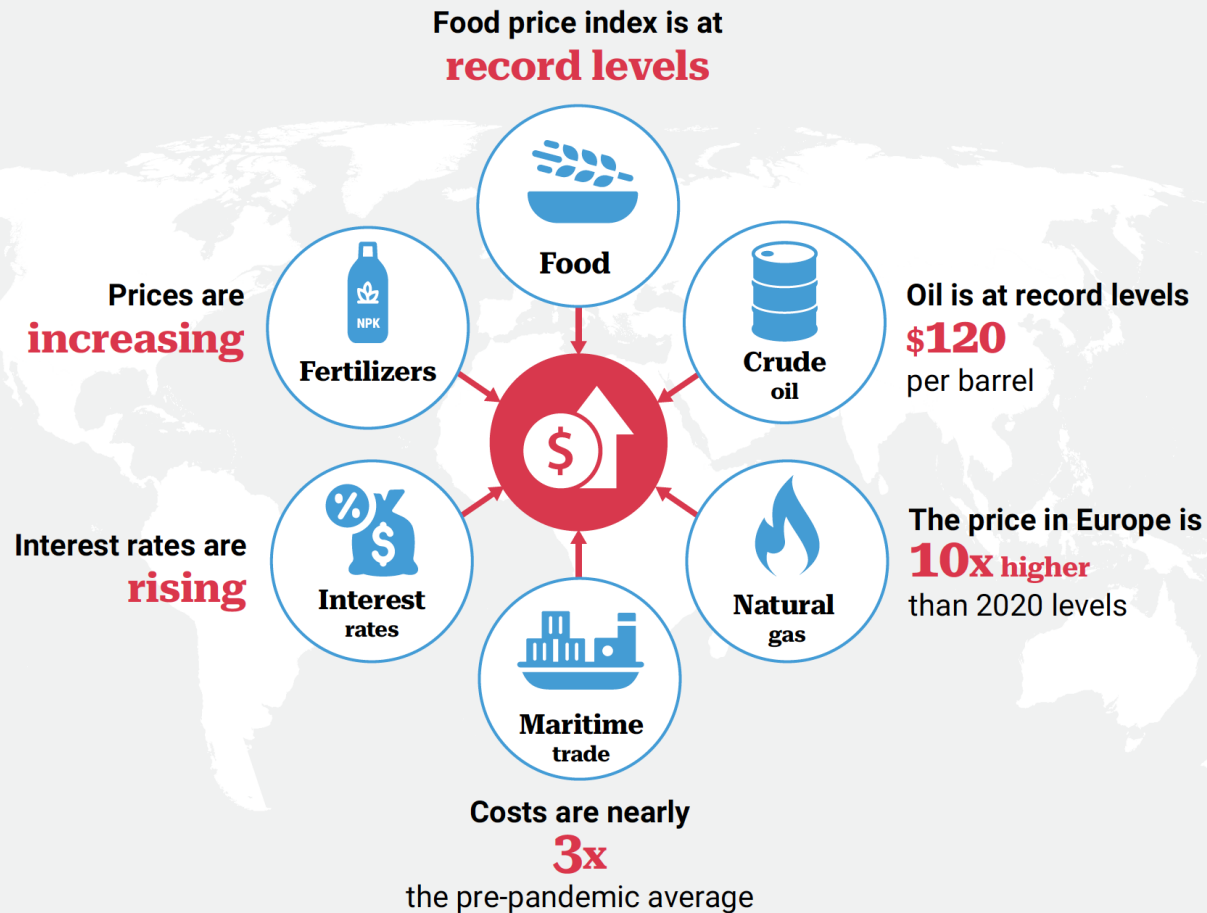 Food price index is at
record levels
Food
Prices are
increasing
NPK
Fertilizers
Crude
oil
Oil is at record levels
$120
per barrel
$
Interest rates are
rising
%
$
Interest
rates
Natural
gas
The price in Europe is
10x higher
than 2020 levels
Maritime
trade
Costs are nearly
3x
the pre-pandemic average